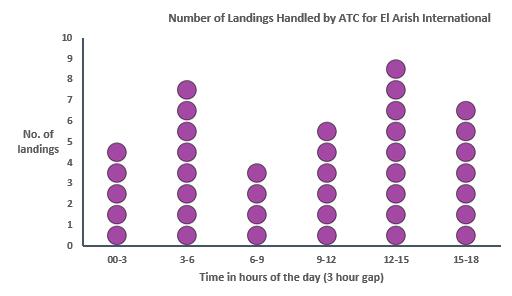 Number of Landings Handled by ATC for El Arish International
10
9
8
7
6
5
4
3
2
1
0
No. of
landings
00-3 3-6 6-9 9-12 12-15 15-18
Time in hours of the day (3 hour gap)